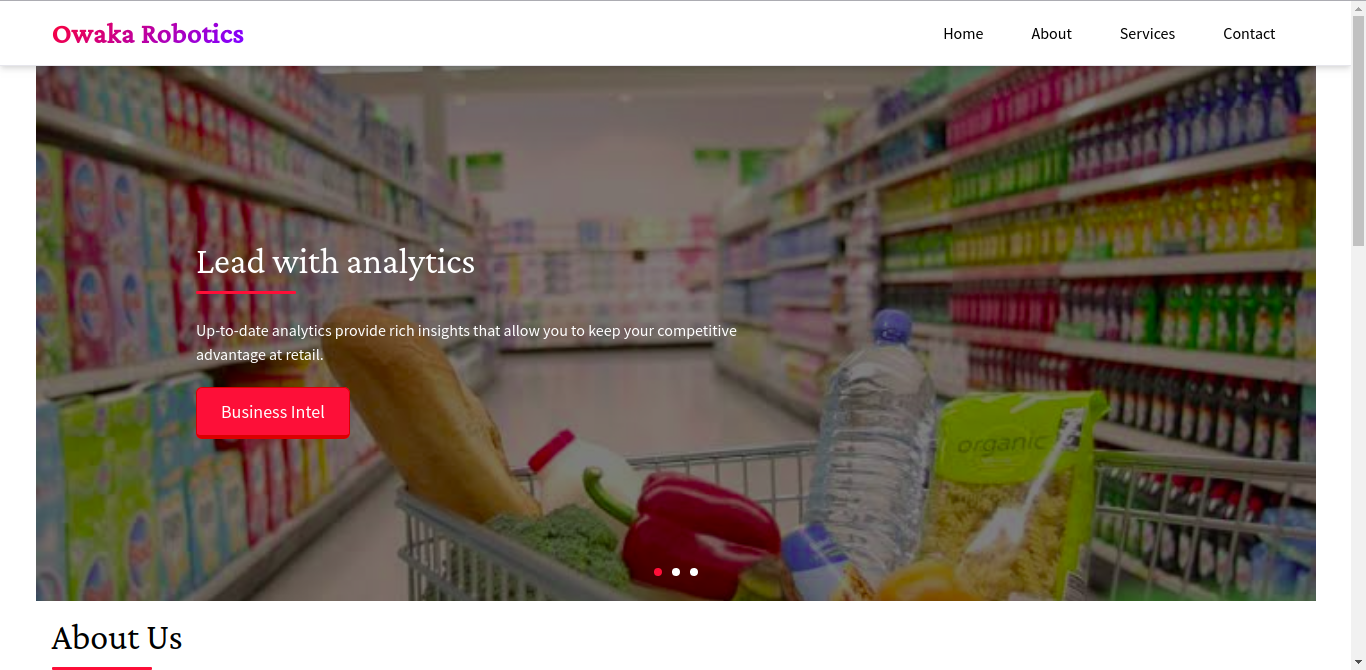 Owaka Robotics
Home About Services Contact
Lead with analytics
Up-to-date analytics provide rich insights that allow you to keep your competitive
advantage at retail.
Business Intel
organic
About Us